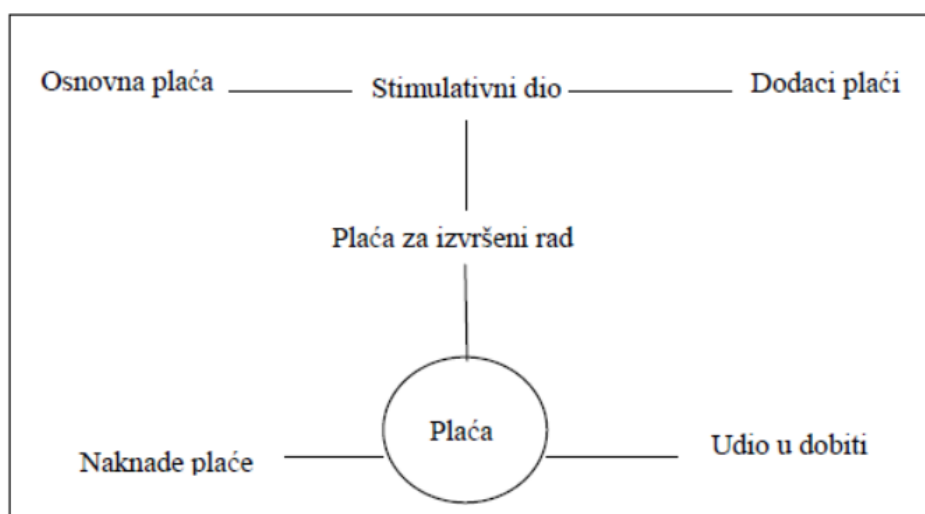 Osnovna plaća
Stimulativni dio
Dodaci plaći
Plaća za izvršeni rad
Plaća
Naknade plaće
Udio u dobiti